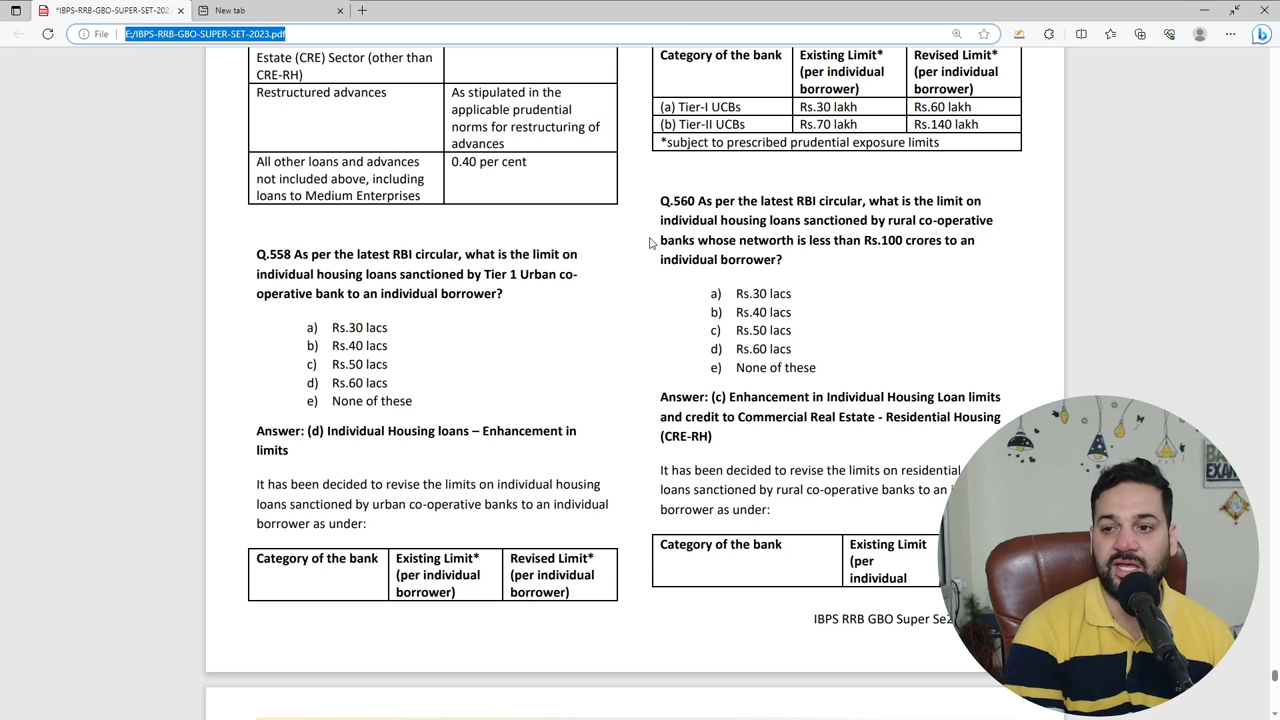 *IBPS-RRB-GBO-SUPER-SET-202
New tab
File
E:/IBPS-RRB-GBO-SUPER-SET-2023.pdf
Estate (CRE) Sector (other than
CRE-RH)
Restructured advances
As stipulated in the
applicable prudential
norms for restructuring of
advances
All other loans and advances
not included above, including
loans to Medium Enterprises
0.40 per cent
Q.558 As per the latest RBI circular, what is the limit on
individual housing loans sanctioned by Tier 1 Urban co-
operative bank to an individual borrower?
a) Rs.30 lacs
b) Rs.40 lacs
c) Rs.50 lacs
d) Rs.60 lacs
e) None of these
Answer: (d) Individual Housing loans – Enhancement in
limits
It has been decided to revise the limits on individual housing
loans sanctioned by urban co-operative banks to an individual
borrower as under:
Category of the bank
Existing Limit*
(per individual
borrower)
Revised Limit*
(per individual
borrower)
Category of the bank
Existing Limit*
(per individual
borrower)
Revised Limit*
(per individual
borrower)
(a) Tier-I UCBs Rs.30 lakh Rs.60 lakh
(b) Tier-II UCBs Rs.70 lakh Rs.140 lakh
*subject to prescribed prudential exposure limits
Q.560 As per the latest RBI circular, what is the limit on
individual housing loans sanctioned by rural co-operative
banks whose networth is less than Rs.100 crores to an
individual borrower?
a) Rs.30 lacs
b) Rs.40 lacs
c) Rs.50 lacs
d) Rs.60 lacs
e) None of these
Answer: (c) Enhancement in Individual Housing Loan limits
and credit to Commercial Real Estate - Residential Housing
(CRE-RH)
It has been decided to revise the limits on residential
loans sanctioned by rural co-operative banks to an
borrower as under:
Category of the bank
Existing Limit
(per
individual
IBPS RRB GBO Super Se